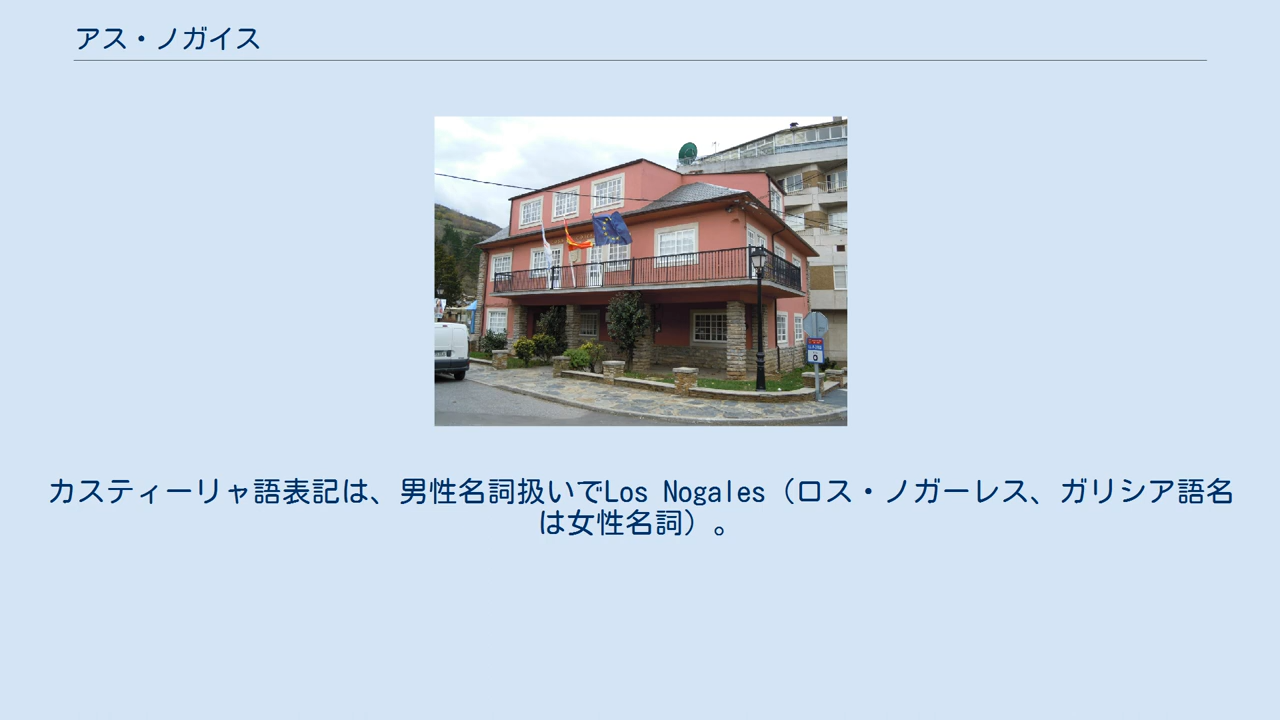 アス・ノガイス
カスティーリャ語表記は、男性名詞扱いでLos Nogales（ロス・ノガーレス、ガリシア語名
は女性名詞）。